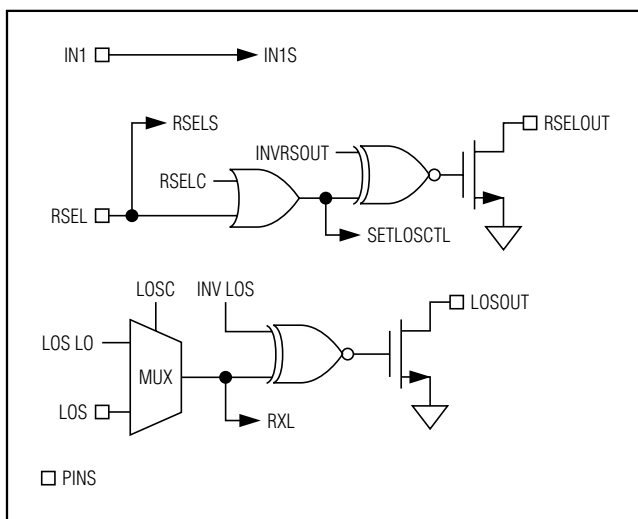 IN1
IN1S
RSELS
RSELOUT
INVRSOUT
RSELC
RSEL
SETLOSCTL
LOSC
INV LOS
LOSOUT
LOS LO
MUX
LOS
RXL
PINS